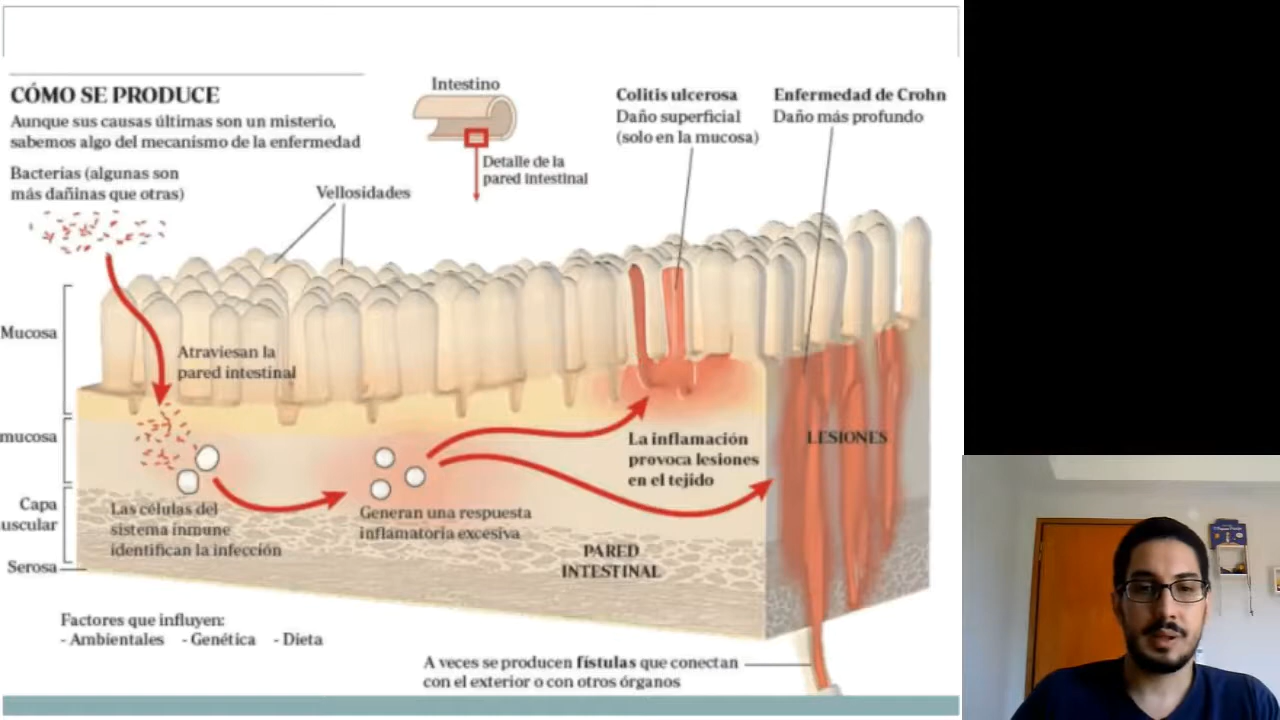 CÓMO SE PRODUCE
Aunque sus causas últimas son un misterio,
sabemos algo del mecanismo de la enfermedad
Bacterias (algunas son
más dañinas que otras)
Vellosidades
Intestino
Detalle de la
pared intestinal
Colitis ulcerosa
Daño superficial
(solo en la mucosa)
Enfermedad de Crohn
Daño más profundo
Mucosa
Atraviesan la
pared intestinal
mucosa
Capa
uscular
Serosa
Las células del
sistema inmune
identifican la infección
Generan una respuesta
inflamatoria excesiva
La inflamación
provoca lesiones
en el tejido
LESIONES
PARED
INTESTINAL
Factores que influyen:
- Ambientales - Genética - Dieta
A veces se producen fístulas que conectan
con el exterior o con otros órganos